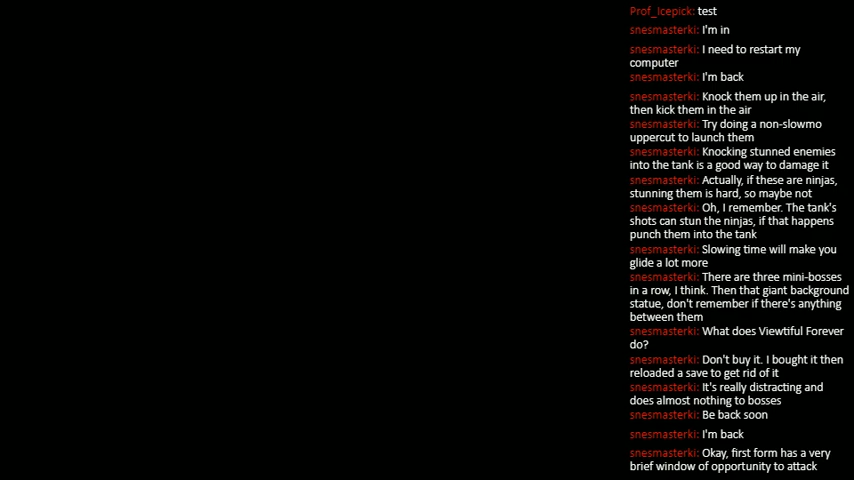 Prof_Icepick: test
snesmasterki: I'm in
snesmasterki: I need to restart my
computer
snesmasterki: I'm back
snesmasterki: Knock them up in the air,
then kick them in the air
snesmasterki: Try doing a non-slowmo
uppercut to launch them
snesmasterki: Knocking stunned enemies
into the tank is a good way to damage it
snesmasterki: Actually, if these are ninjas,
stunning them is hard, so maybe not
snesmasterki: Oh, I remember. The tank's
shots can stun the ninjas, if that happens
punch them into the tank
snesmasterki: Slowing time will make you
glide a lot more
snesmasterki: There are three mini-bosses
in a row, I think. Then that giant background
statue, don't remember if there's anything
between them
snesmasterki: What does Viewtiful Forever
do?
snesmasterki: Don't buy it. I bought it then
reloaded a save to get rid of it
snesmasterki: It's really distracting and
does almost nothing to bosses
snesmasterki: Be back soon
snesmasterki: I'm back
snesmasterki: Okay, first form has a very
brief window of opportunity to attack